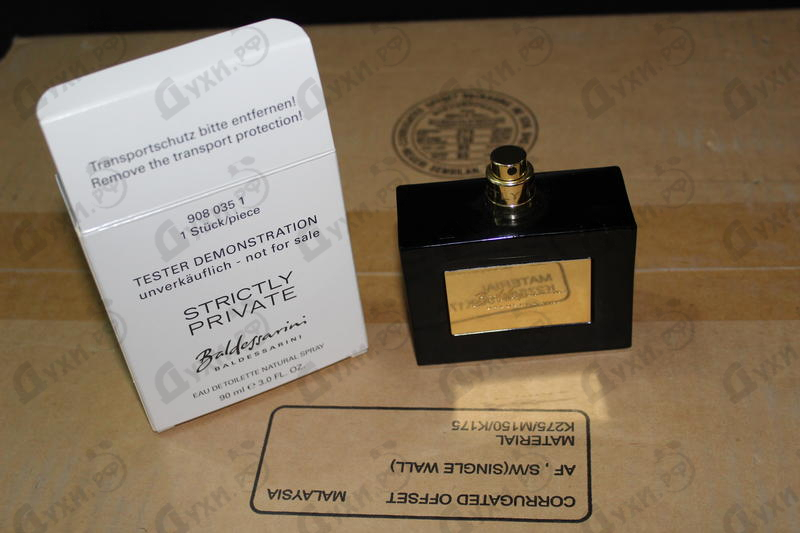 Transportschutz bitte entfernen!
Remove the transport protection!
908 035 1
1 Stück/piece
TESTER DEMONSTRATION
unverkäuflich - not for sale
STRICTLY
PRIVATE
Baldessarini
BALDESSARINI
EAU DE TOILETTE NATURAL SPRAY
90 ml e 3.0 FL. OZ.
CORRUGATED OFFSET MALAYSIA
AF , S/W(SINGLE WALL)
MATERIAL
K275/M150/K175
Духи.рф